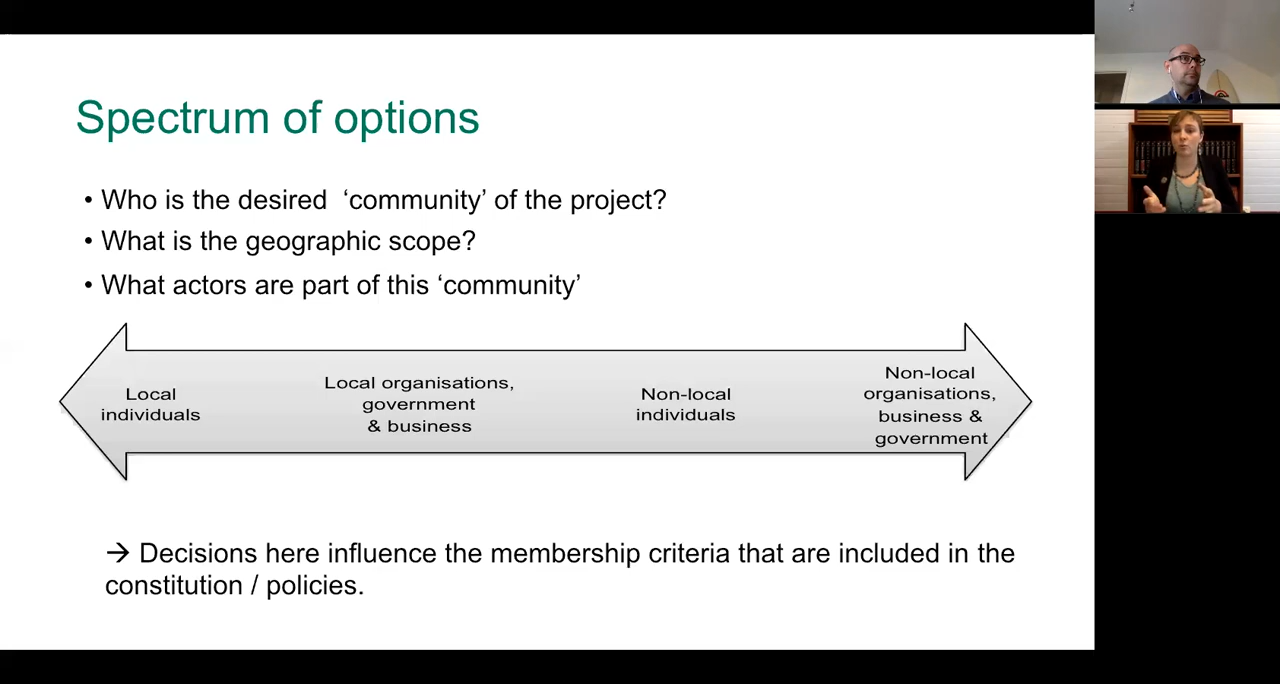 Spectrum of options
• Who is the desired ‘community’ of the project?
• What is the geographic scope?
• What actors are part of this ‘community’
Local
individuals
Local organisations,
government
& business
Non-local
individuals
Non-local
organisations,
business &
government
→ Decisions here influence the membership criteria that are included in the
constitution / policies.